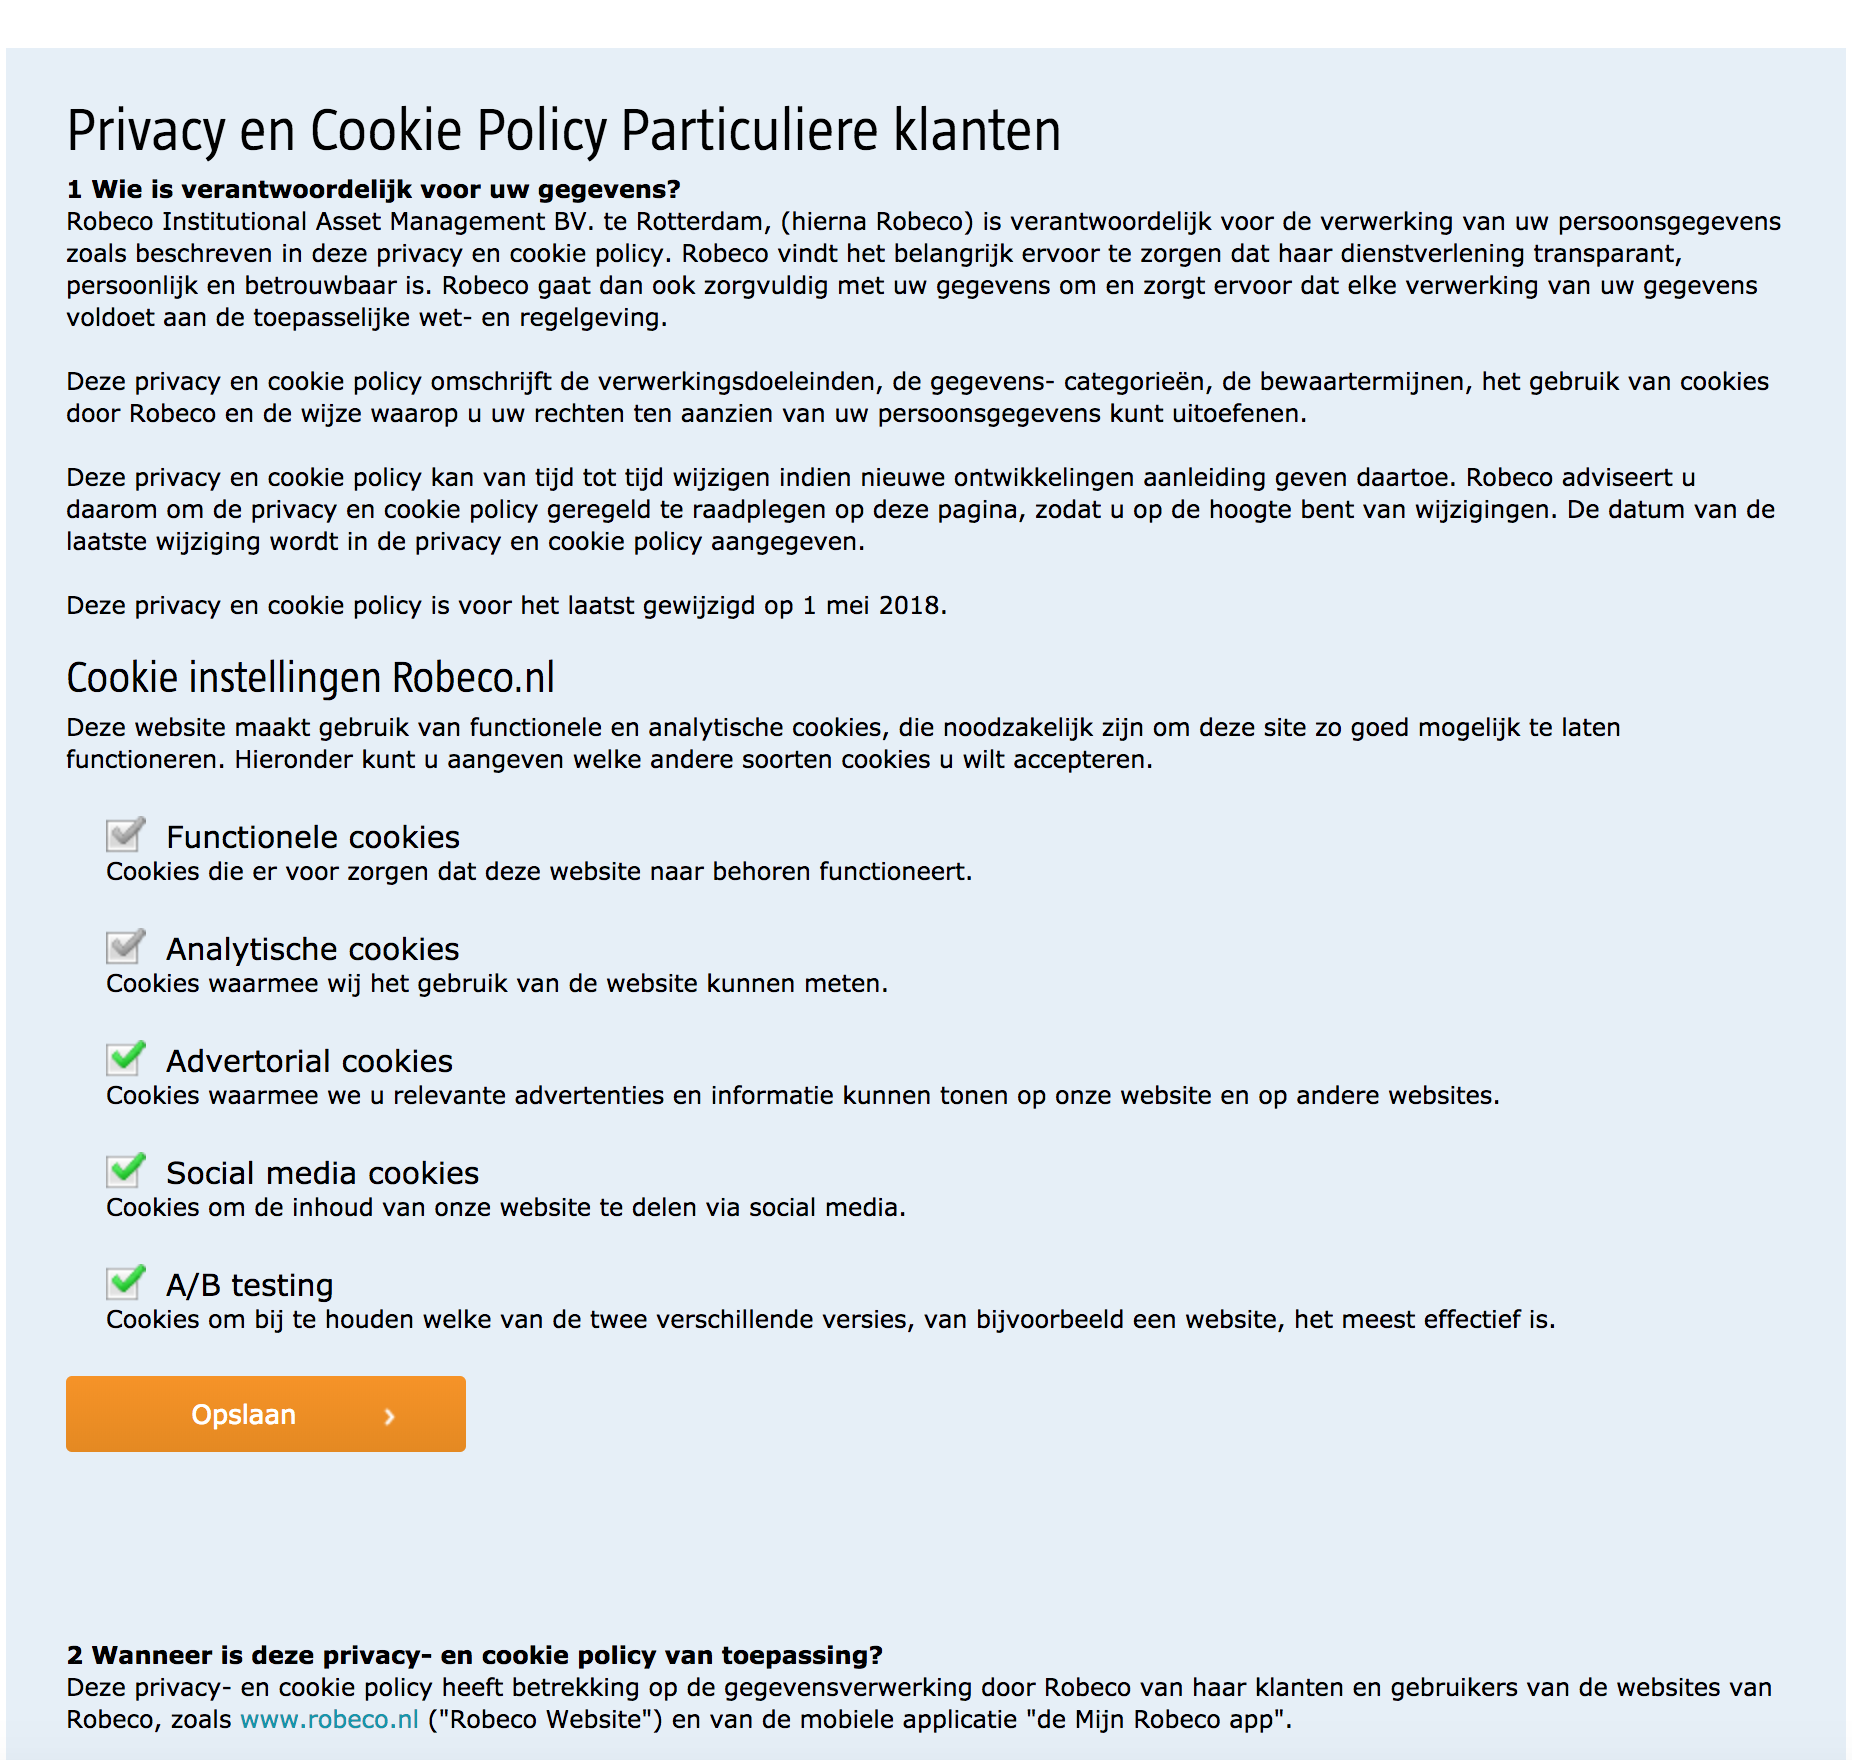 Privacy en Cookie Policy Particuliere klanten
1 Wie is verantwoordelijk voor uw gegevens?
Robeco Institutional Asset Management BV. te Rotterdam, (hierna Robeco) is verantwoordelijk voor de verwerking van uw persoonsgegevens
zoals beschreven in deze privacy en cookie policy. Robeco vindt het belangrijk ervoor te zorgen dat haar dienstverlening transparant,
persoonlijk en betrouwbaar is. Robeco gaat dan ook zorgvuldig met uw gegevens om en zorgt ervoor dat elke verwerking van uw gegevens
voldoet aan de toepasselijke wet- en regelgeving.
Deze privacy en cookie policy omschrijft de verwerkingsdoeleinden, de gegevens- categorieën, de bewaartermijnen, het gebruik van cookies
door Robeco en de wijze waarop u uw rechten ten aanzien van uw persoonsgegevens kunt uitoefenen.
Deze privacy en cookie policy kan van tijd tot tijd wijzigen indien nieuwe ontwikkelingen aanleiding geven daartoe. Robeco adviseert u
daarom om de privacy en cookie policy geregeld te raadplegen op deze pagina, zodat u op de hoogte bent van wijzigingen. De datum van de
laatste wijziging wordt in de privacy en cookie policy aangegeven.
Deze privacy en cookie policy is voor het laatst gewijzigd op 1 mei 2018.
Cookie instellingen Robeco.nl
Deze website maakt gebruik van functionele en analytische cookies, die noodzakelijk zijn om deze site zo goed mogelijk te laten
functioneren. Hieronder kunt u aangeven welke andere soorten cookies u wilt accepteren.
Functionele cookies
Cookies die er voor zorgen dat deze website naar behoren functioneert.
Analytische cookies
Cookies waarmee wij het gebruik van de website kunnen meten.
Advertorial cookies
Cookies waarmee we u relevante advertenties en informatie kunnen tonen op onze website en op andere websites.
Social media cookies
Cookies om de inhoud van onze website te delen via social media.
A/B testing
Cookies om bij te houden welke van de twee verschillende versies, van bijvoorbeeld een website, het meest effectief is.
Opslaan
2 Wanneer is deze privacy- en cookie policy van toepassing?
Deze privacy- en cookie policy heeft betrekking op de gegevensverwerking door Robeco van haar klanten en gebruikers van de websites van
Robeco, zoals www.robeco.nl ("Robeco Website") en van de mobiele applicatie "de Mijn Robeco app".